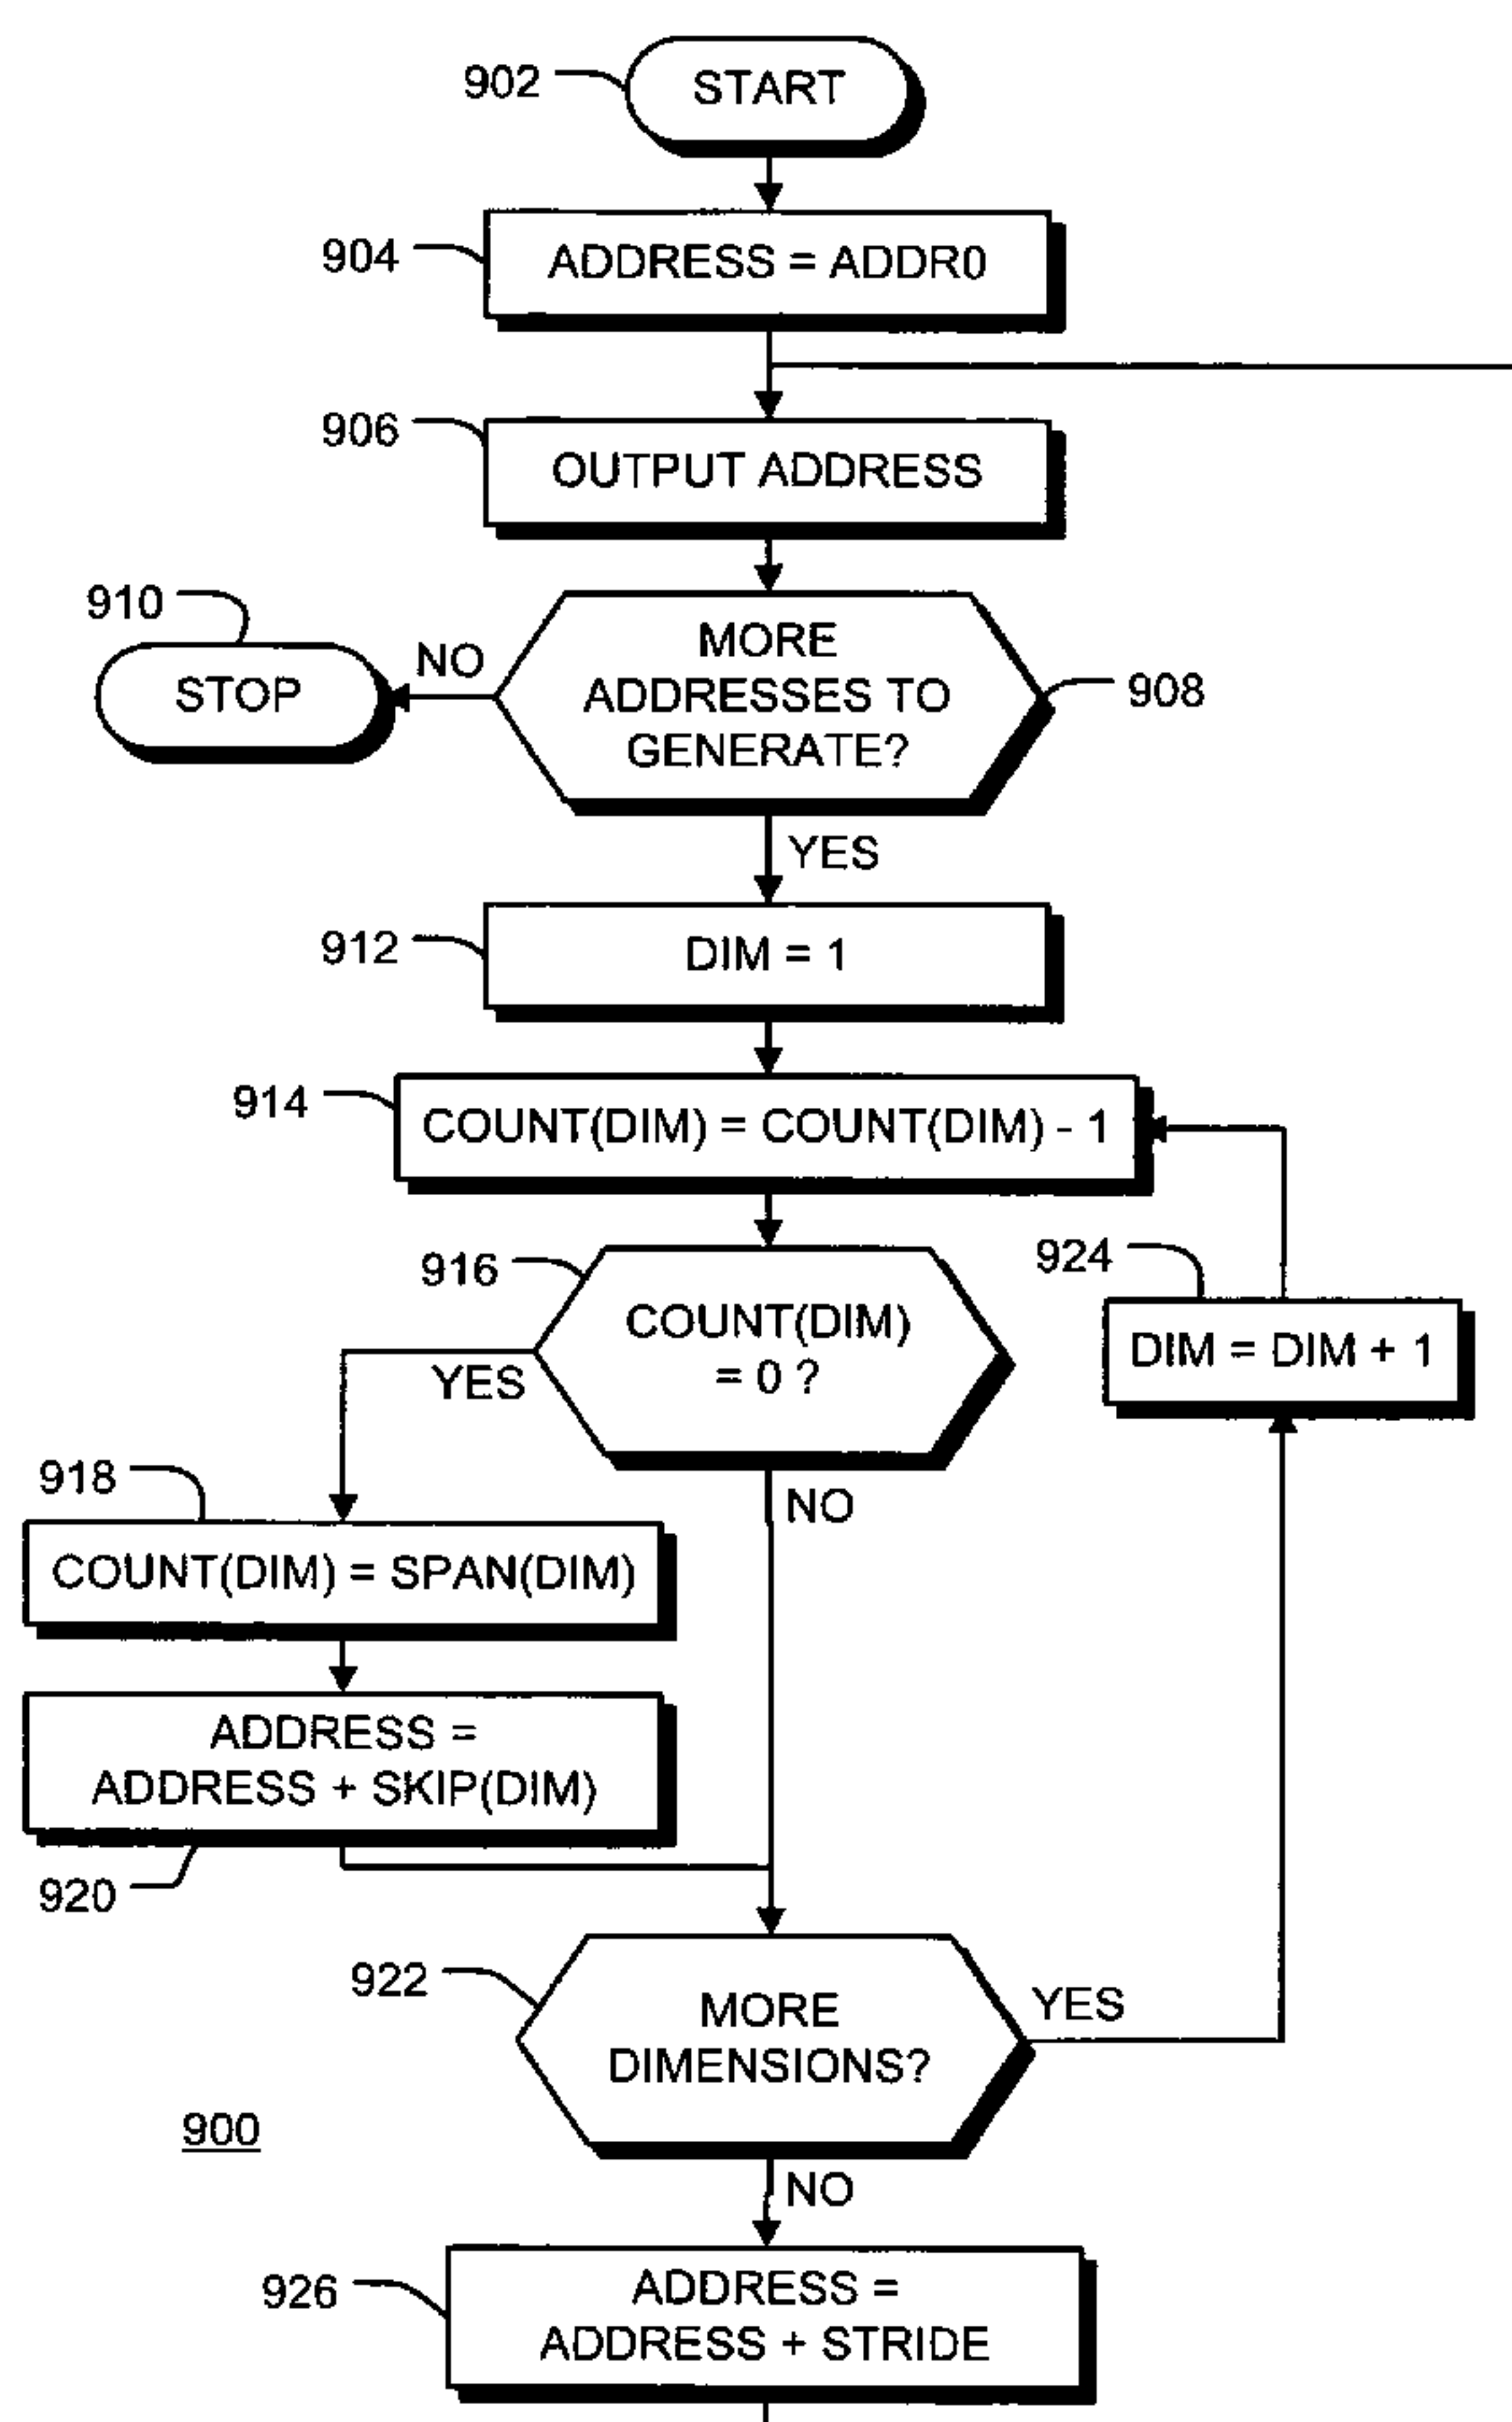 902
START
904
ADDRESS = ADDR0
906
OUTPUT ADDRESS
910
STOP
NO
MORE
ADDRESSES TO
GENERATE?
908
YES
912
DIM = 1
914
COUNT(DIM) = COUNT(DIM) - 1
916
COUNT(DIM)
= 0 ?
924
DIM = DIM + 1
YES
NO
918
COUNT(DIM) = SPAN(DIM)
ADDRESS =
ADDRESS + SKIP(DIM)
920
922
MORE
DIMENSIONS?
YES
900
NO
926
ADDRESS =
ADDRESS + STRIDE